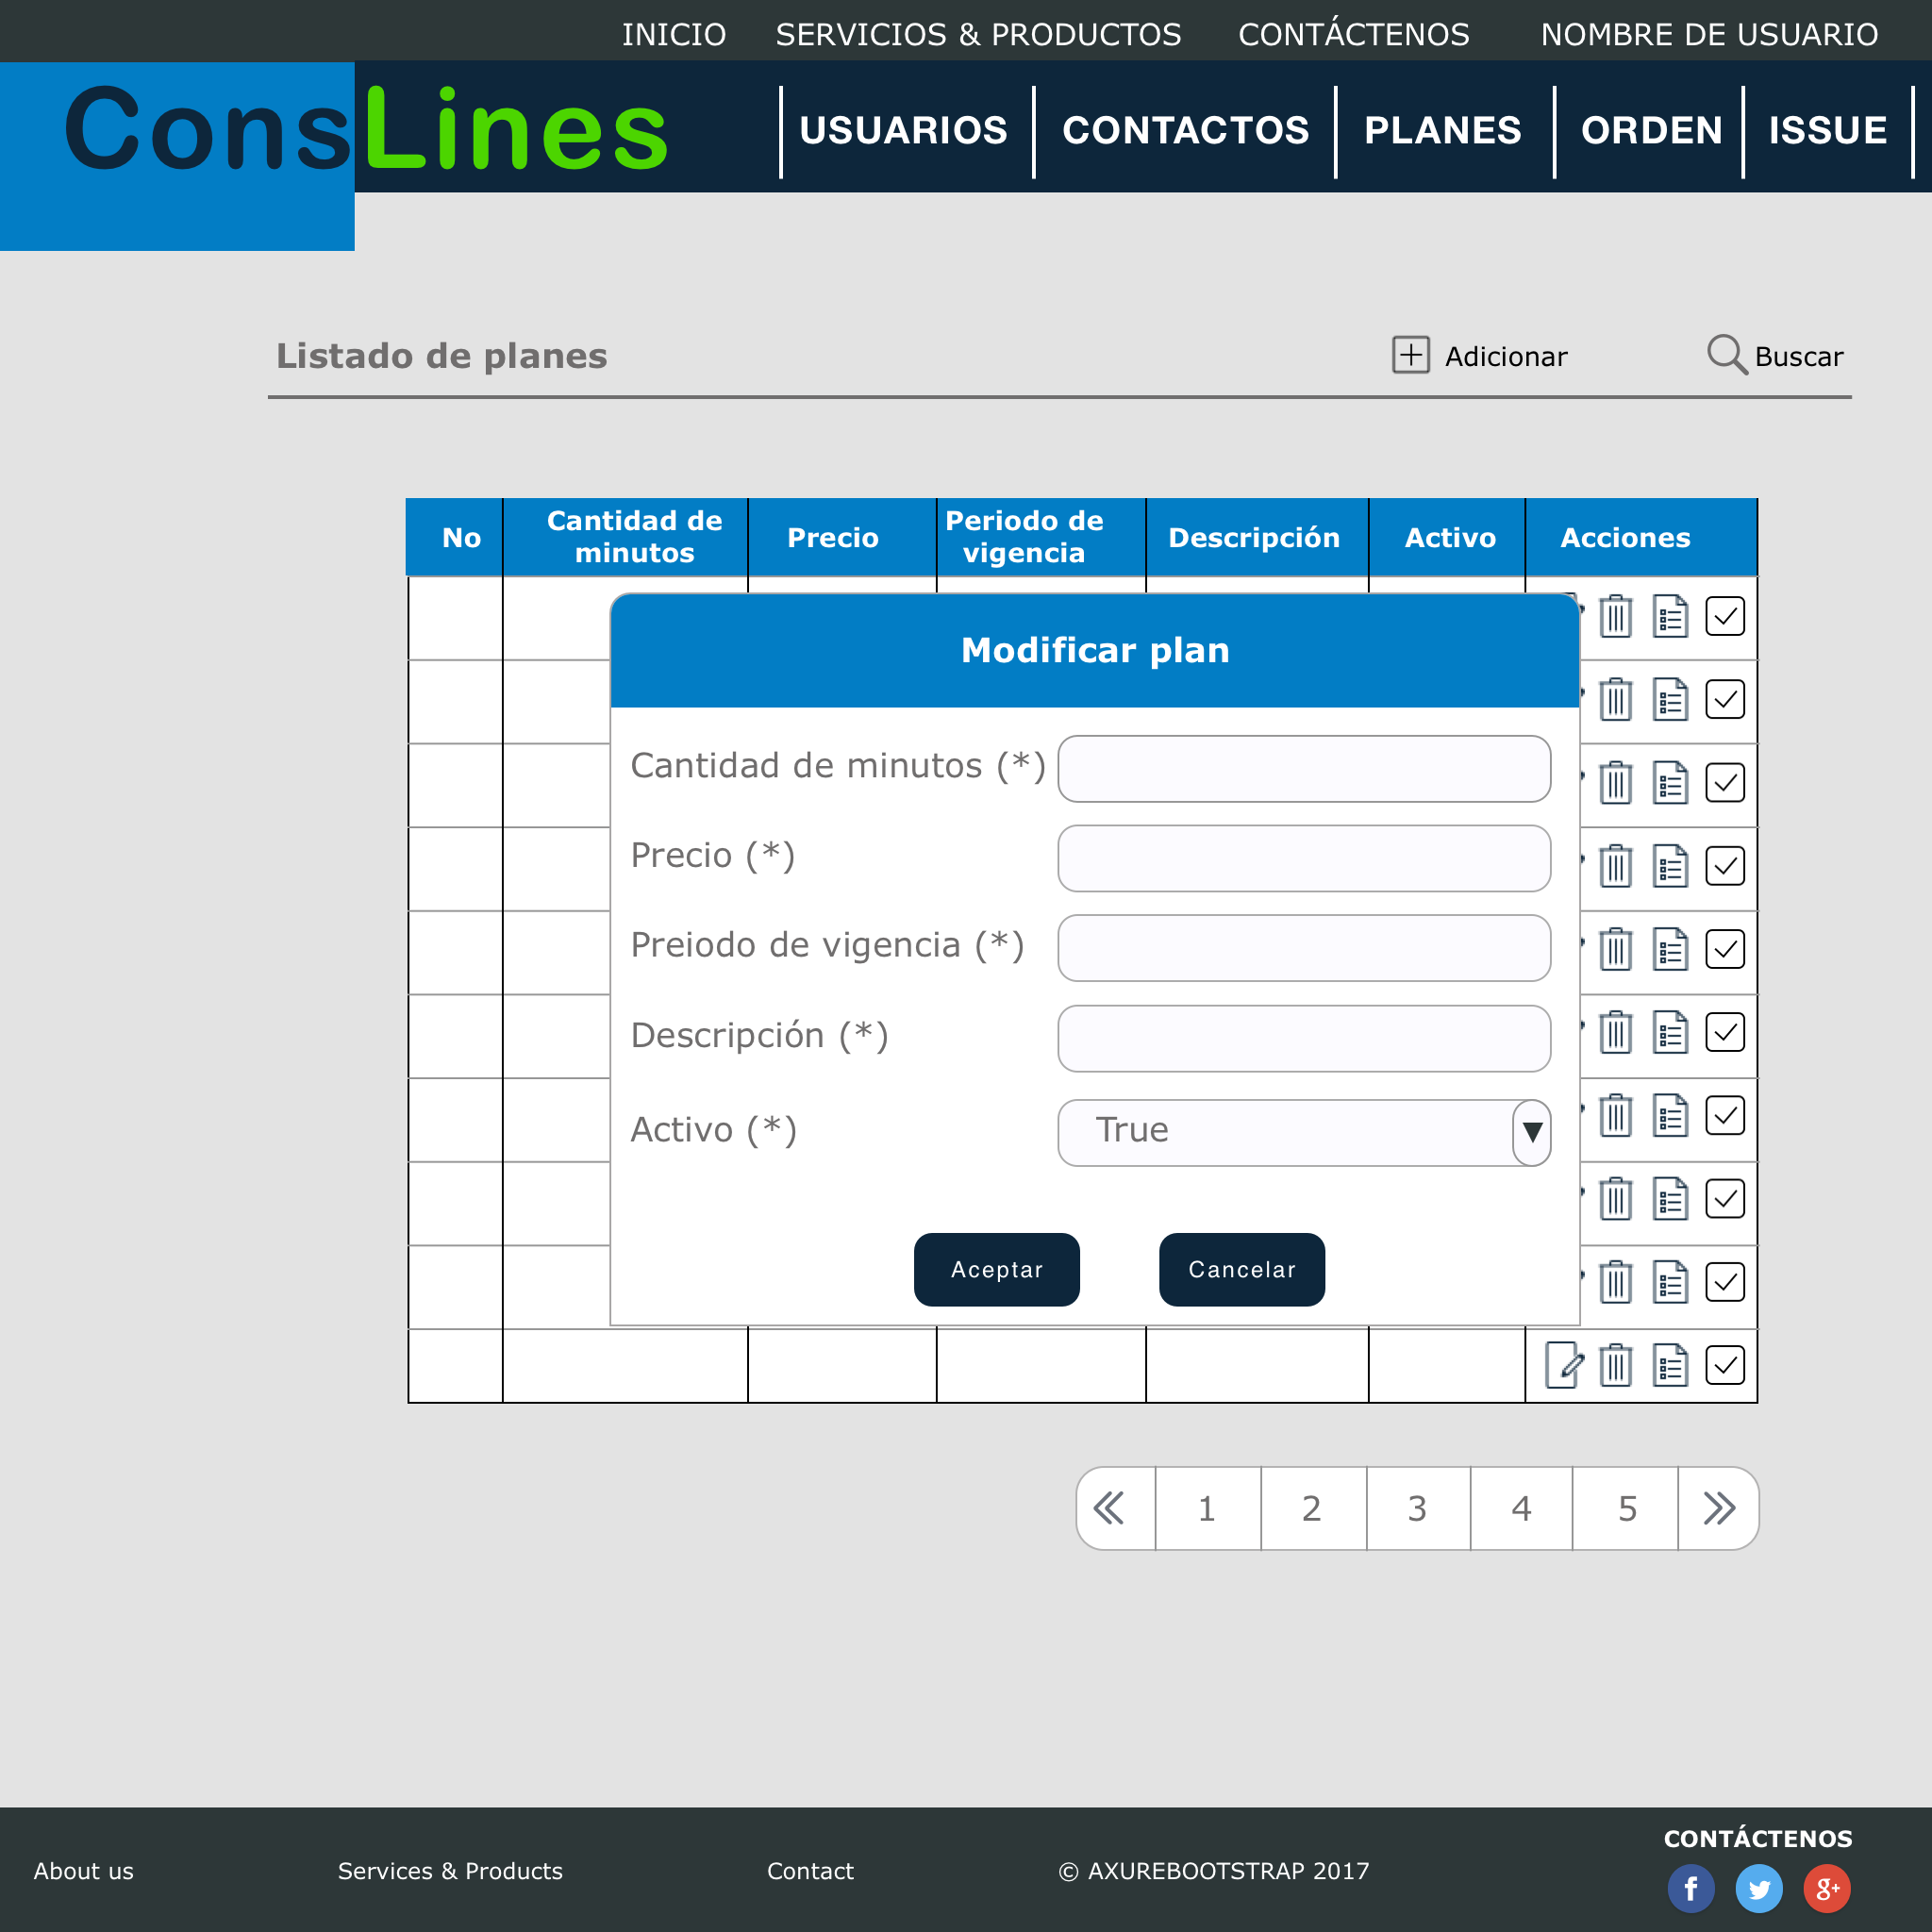 INICIO SERVICIOS & PRODUCTOS CONTÁCTENOS NOMBRE DE USUARIO
ConsLines
USUARIOS CONTACTOS PLANES ORDEN ISSUE
Listado de planes
Adicionar
Buscar
No
Cantidad de
minutos
Precio
Periodo de
vigencia
Descripción
Activo
Acciones
Modificar plan
Cantidad de minutos (*)
Precio (*)
Preiodo de vigencia (*)
Descripción (*)
Activo (*) True
Aceptar Cancelar
1 2 3 4 5
CONTÁCTENOS
About us Services & Products Contact © AXUREBOOTSTRAP 2017
f g+